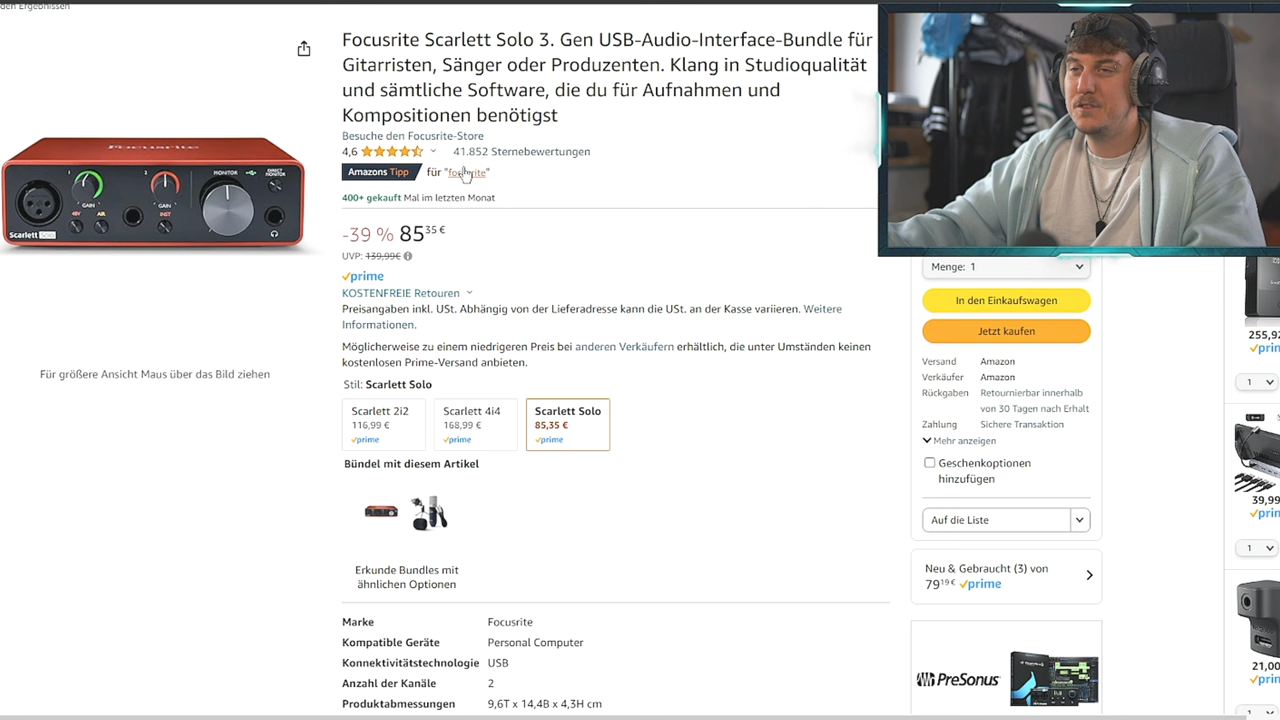 den Ergebnissen
Focusrite Scarlett Solo 3. Gen USB-Audio-Interface-Bundle für
Gitarristen, Sänger oder Produzenten. Klang in Studioqualität
und sämtliche Software, die du für Aufnahmen und
Kompositionen benötigst
Besuche den Focusrite-Store
4,6 41.852 Sternebewertungen
Amazons Tipp für "focusrite"
400+ gekauft Mal im letzten Monat
-39 % 85 35 €
UVP: 139,99€
prime
KOSTENFREIE Retouren
Preisangaben inkl. USt. Abhängig von der Lieferadresse kann die USt. an der Kasse variieren. Weitere
Informationen.
Möglicherweise zu einem niedrigeren Preis bei anderen Verkäufern erhältlich, die unter Umständen keinen
kostenlosen Prime-Versand anbieten.
Stil: Scarlett Solo
Scarlett 2i2
116,99 €
prime
Scarlett 4i4
168,99 €
prime
Scarlett Solo
85,35 €
prime
Bündel mit diesem Artikel
Erkunde Bundles mit
ähnlichen Optionen
Marke Focusrite
Kompatible Geräte Personal Computer
Konnektivitätstechnologie USB
Anzahl der Kanäle 2
Produktabmessungen 9,6T x 14,4B x 4,3H cm
Focusrite
1
2
GAIN
GAIN
48V
AIR
INST
MONITOR
DIRECT
MONITOR
Scarlett SOLO
Für größere Ansicht Maus über das Bild ziehen
Menge: 1
In den Einkaufswagen
Jetzt kaufen
Versand Amazon
Verkäufer Amazon
Rückgaben Retournierbar innerhalb
von 30 Tagen nach Erhalt
Zahlung Sichere Transaktion
Mehr anzeigen
Geschenkoptionen
hinzufügen
Auf die Liste
Neu & Gebraucht (3) von
79 19 € prime
PreSonus
255,9
prim
1
39,99
prim
1
21,00
prim
1